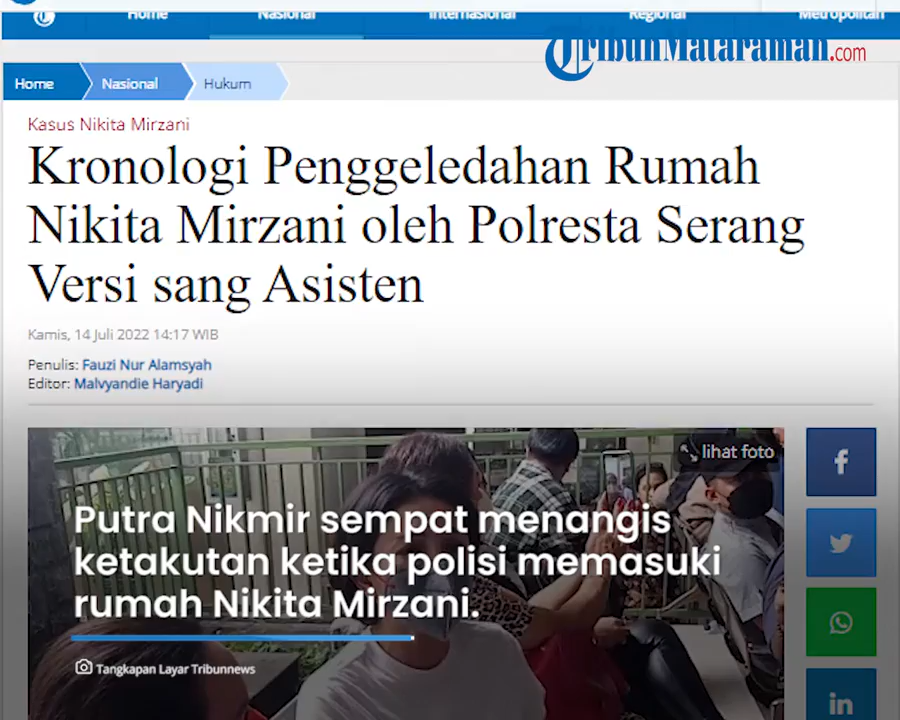 Home Nasional Internasional Regional Metropolitan
TribunMataraman.com
Home Nasional Hukum
Kasus Nikita Mirzani
Kronologi Penggeledahan Rumah
Nikita Mirzani oleh Polresta Serang
Versi sang Asisten
Kamis, 14 Juli 2022 14:17 WIB
Penulis: Fauzi Nur Alamsyah
Editor: Malvyandie Haryadi
lihat foto
Putra Nikmir sempat menangis
ketakutan ketika polisi memasuki
rumah Nikita Mirzani.
Tangkapan Layar Tribunnews
f
in